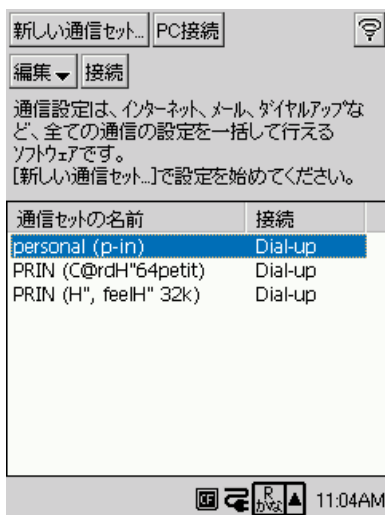 新しい通信セット... PC接続
編集 接続
通信設定は、インターネット、メール、ダイヤルアップな
ど、全ての通信の設定を一括して行える
ソフトウェアです。
[新しい通信セット...]で設定を始めてください。
通信セットの名前 接続
personal (p-in) Dial-up
PRIN (C@rdH"64petit) Dial-up
PRIN (H", feelH" 32k) Dial-up
CF R かな 11:04AM